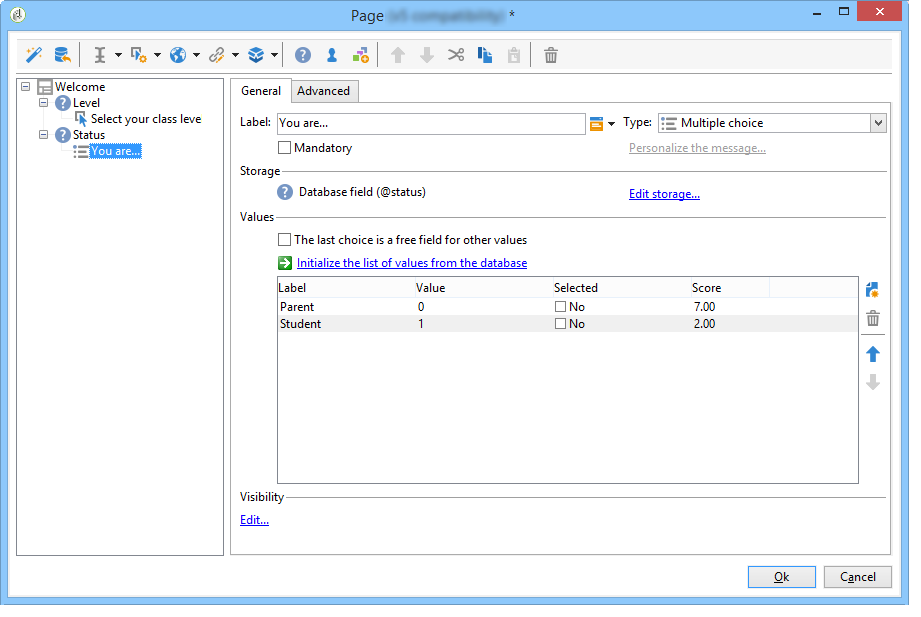 Page *
Welcome
Level
Select your class leve
Status
You are...
General Advanced
Label: You are... Type: Multiple choice
Mandatory Personalize the message...
Storage
Database field (@status) Edit storage...
Values
The last choice is a free field for other values
Initialize the list of values from the database
Label Value Selected Score
Parent 0 No 7.00
Student 1 No 2.00
Visibility
Edit...
Ok Cancel